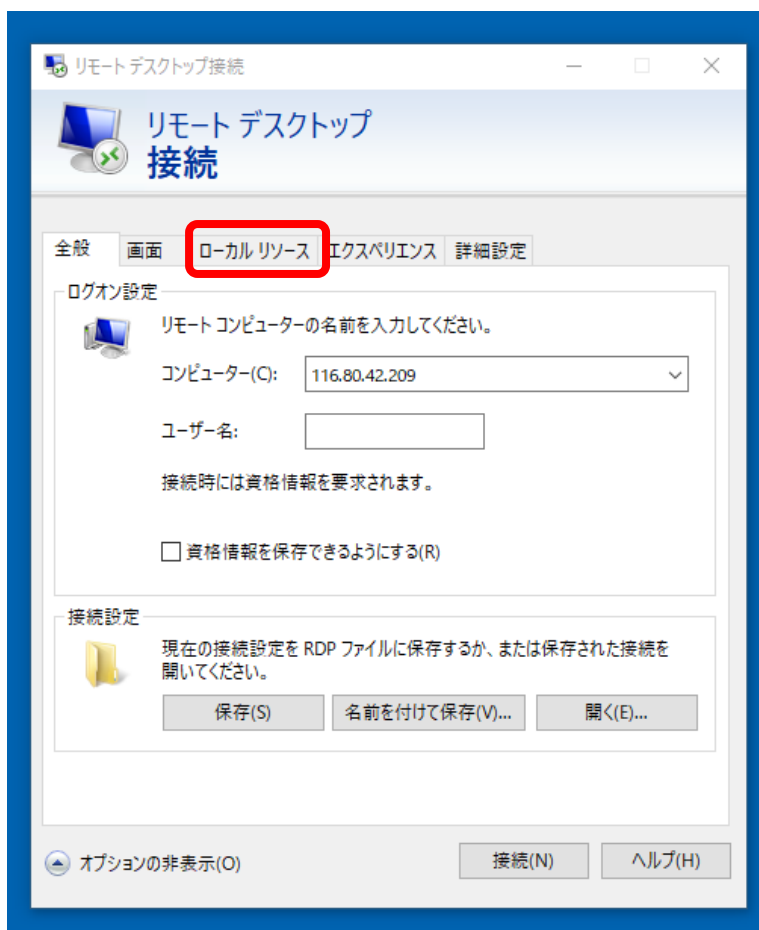 リモート デスクトップ接続
リモート デスクトップ
接続
全般 画面 ローカル リソース エクスペリエンス 詳細設定
ログオン設定
リモート コンピューターの名前を入力してください。
コンピューター(C): 116.80.42.209
ユーザー名:
接続時には資格情報を要求されます。
資格情報を保存できるようにする(R)
接続設定
現在の接続設定を RDP ファイルに保存するか、または保存された接続を
開いてください。
保存(S) 名前を付けて保存(V)... 開く(E)...
オプションの非表示(O) 接続(N) ヘルプ(H)